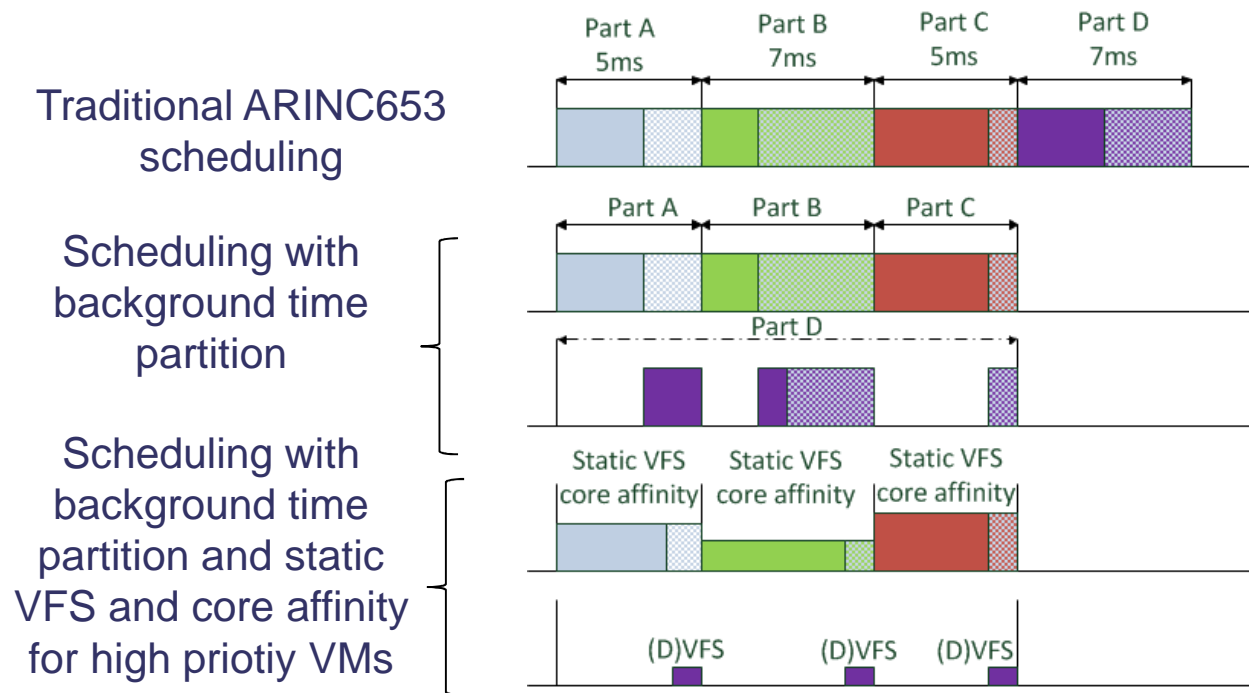 Part A
5ms
Part B
7ms
Part C
5ms
Part D
7ms
Traditional ARINC653
scheduling
Part A
Part B
Part C
Scheduling with
background time
partition
Part D
Scheduling with
background time
partition and static
VFS and core affinity
for high priotiy VMs
Static VFS
core affinity
Static VFS
core affinity
Static VFS
core affinity
(D)VFS
(D)VFS
(D)VFS